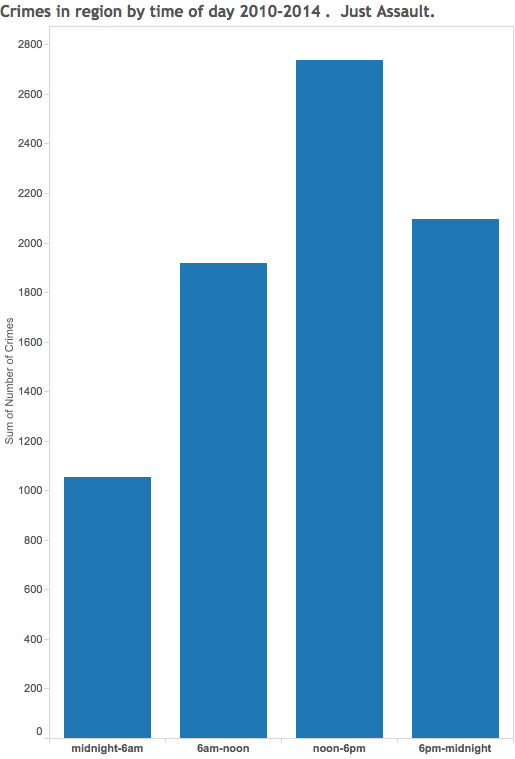 Crimes in region by time of day 2010-2014 .  Just Assault.
Sum of Number of Crimes
2800
2600
2400
2200
2000
1800
1600
1400
1200
1000
800
600
400
200
0
midnight-6am
6am-noon
noon-6pm
6pm-midnight